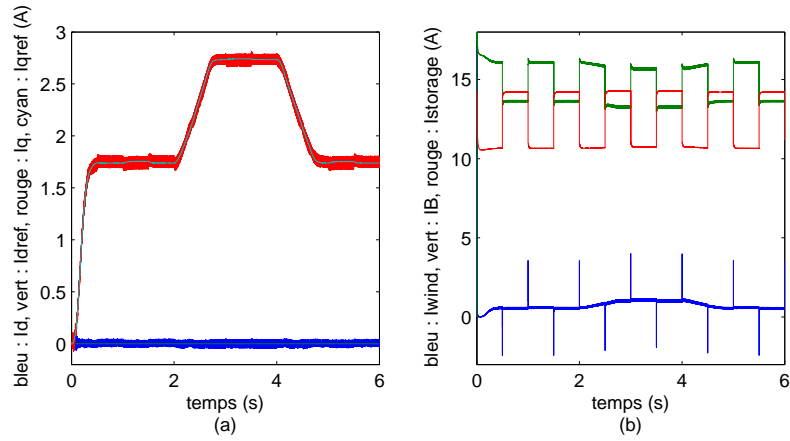 bleu : Id, vert : Idref, rouge : Iq, cyan : Iqref (A)
3
2.5
2
1.5
1
0.5
0
0 2 4 6
temps (s)
(a)
bleu : Iwind, vert : IB, rouge : Istorage (A)
15
10
5
0
0 2 4 6
temps (s)
(b)